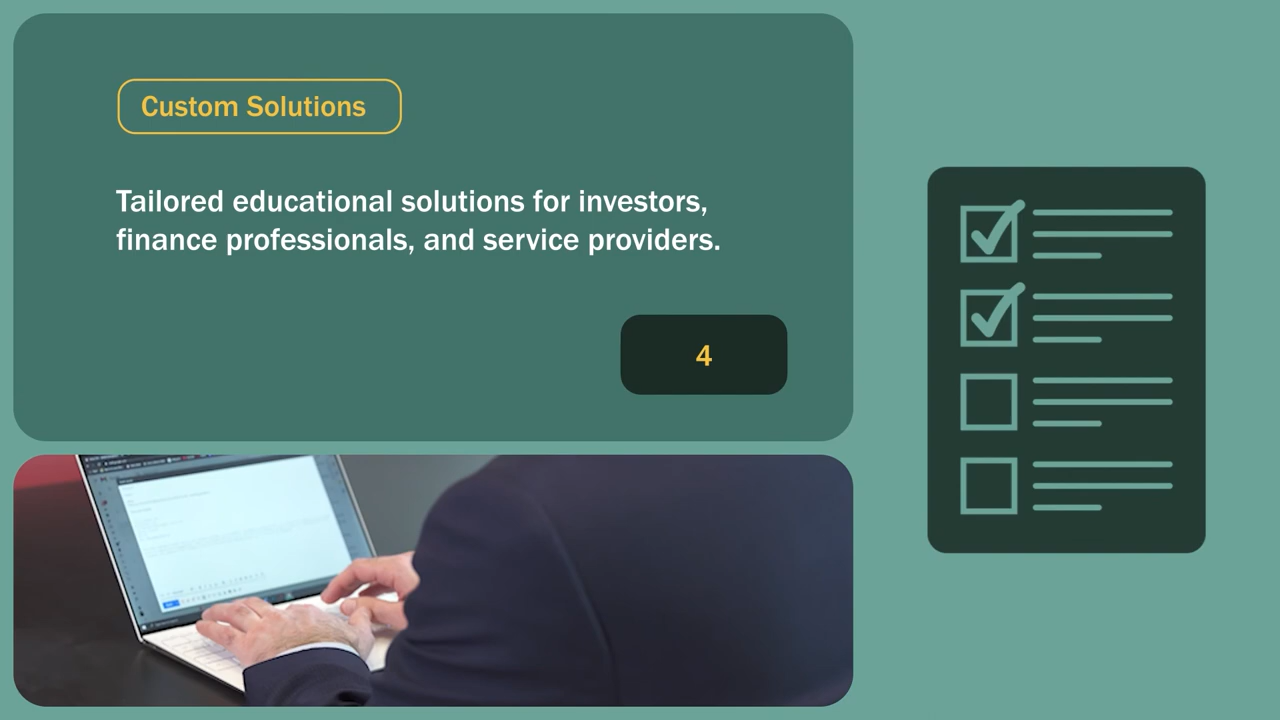 Custom Solutions
Tailored educational solutions for investors,
finance professionals, and service providers.
4